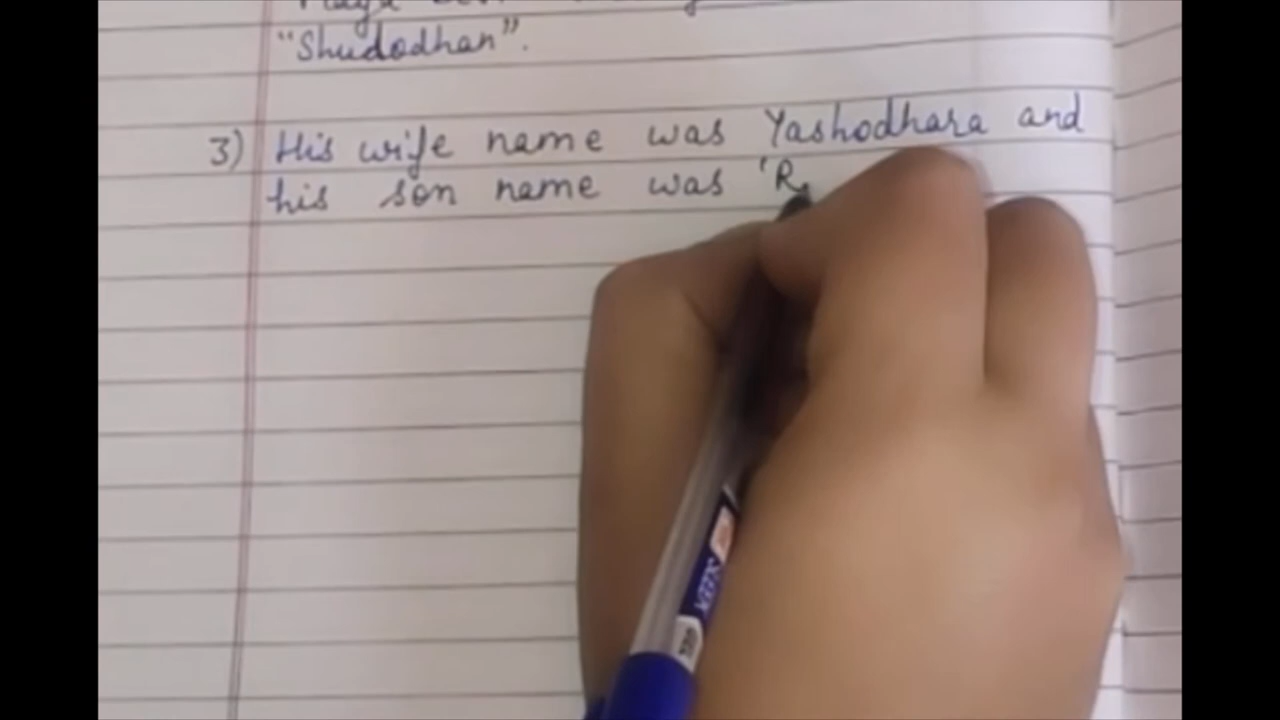 "Shudodhan".
3) His wife name was Yashodhara and
his son name was 'R